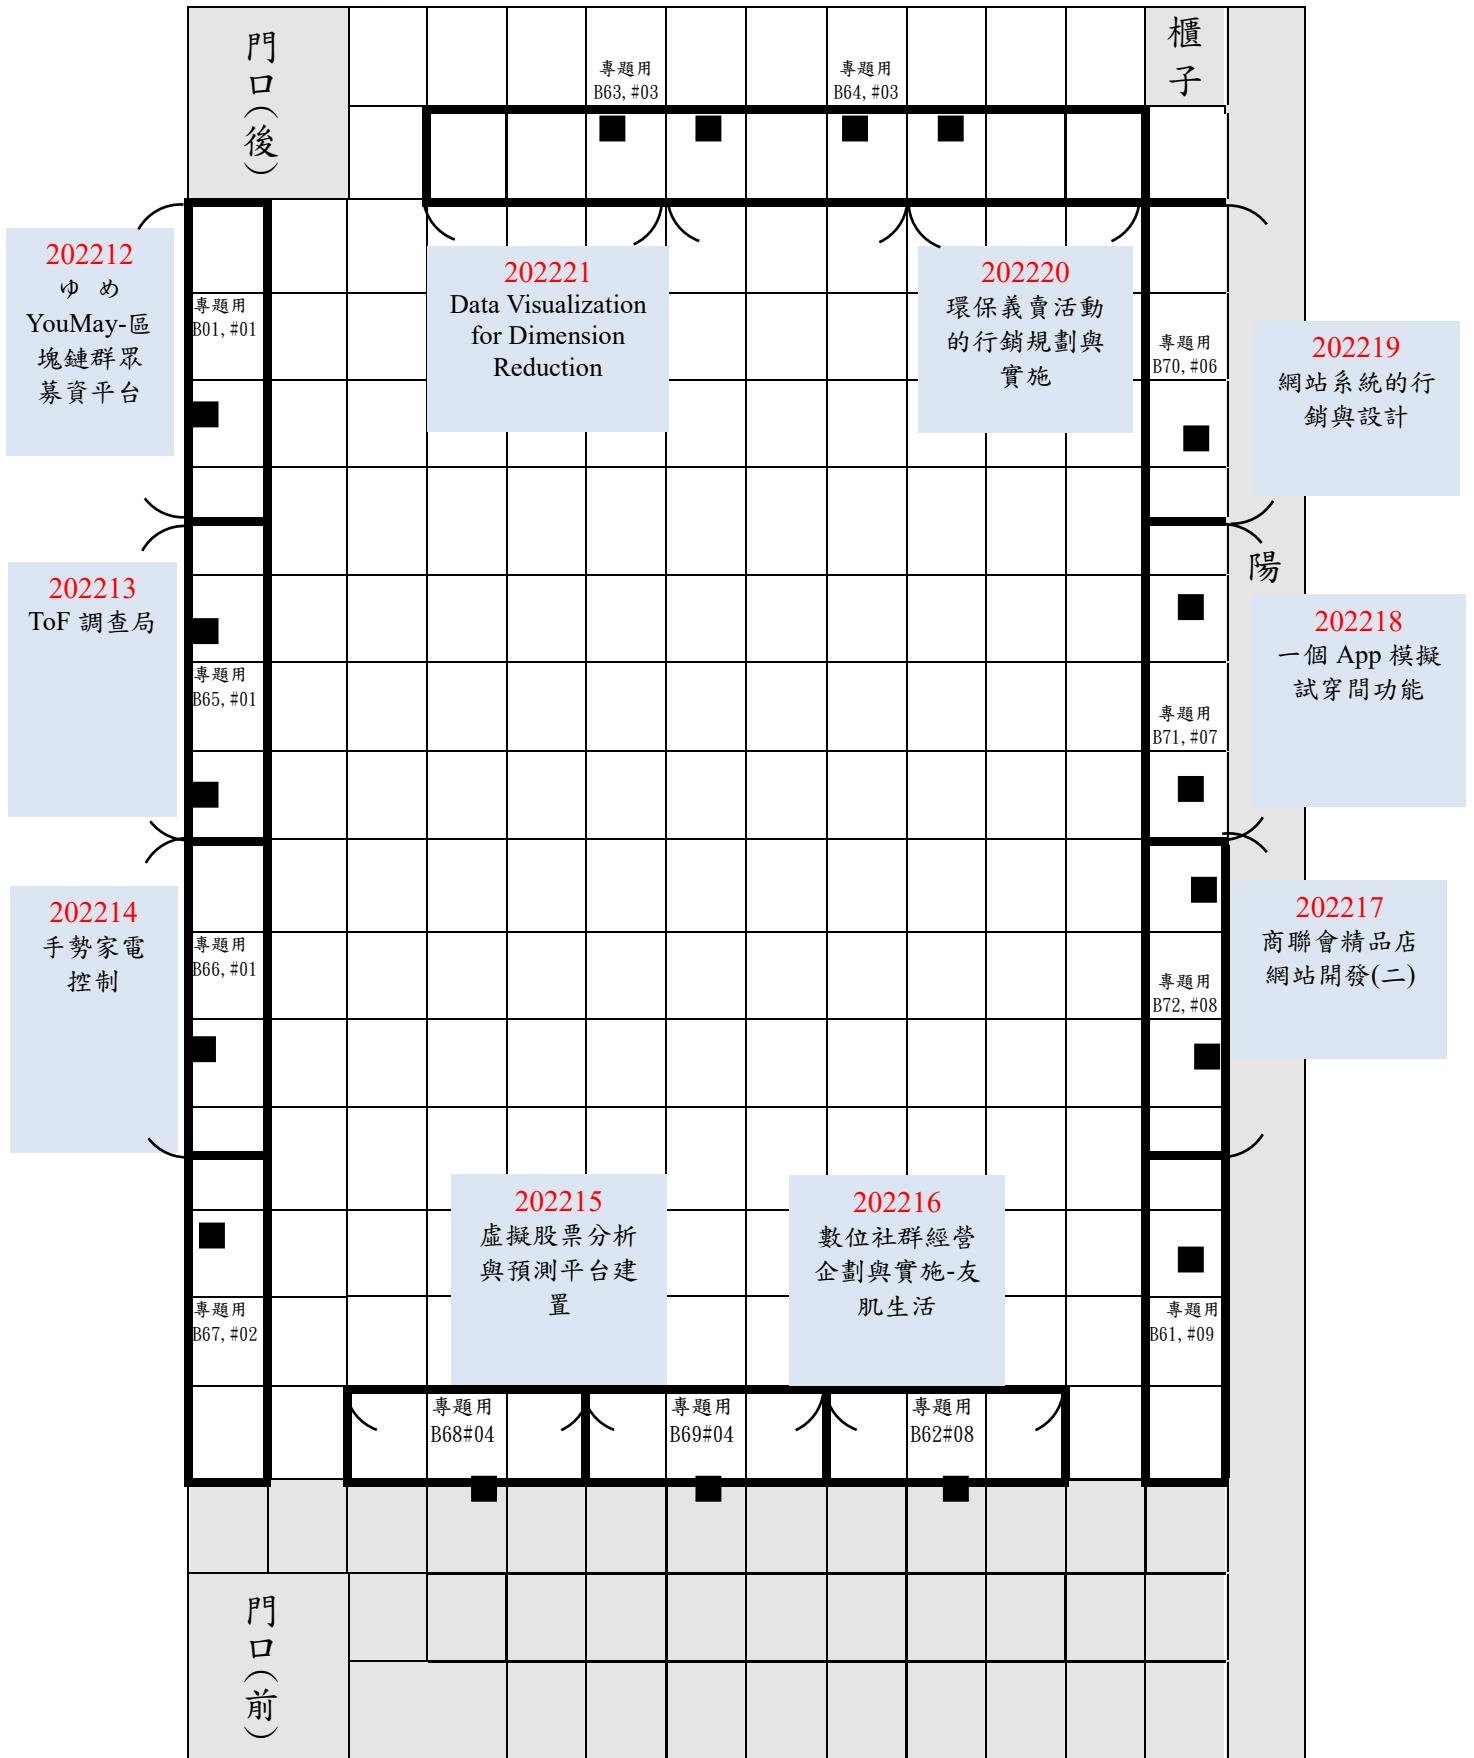 門口(後)
櫃子
專題用
B63, #03
專題用
B64, #03
202212
ゆ め
YouMay-區
塊鏈群眾
募資平台
專題用
B01, #01
202221
Data Visualization
for Dimension
Reduction
202220
環保義賣活動
的行銷規劃與
實施
專題用
B70, #06
202219
網站系統的行
銷與設計
陽
202213
ToF 調查局
專題用
B65, #01
202218
一個 App 模擬
試穿間功能
專題用
B71, #07
202214
手勢家電
控制
專題用
B66, #01
202217
商聯會精品店
網站開發(二)
專題用
B72, #08
202215
虛擬股票分析
與預測平台建
置
202216
數位社群經營
企劃與實施-友
肌生活
專題用
B67, #02
專題用
B61, #09
專題用
B68#04
專題用
B69#04
專題用
B62#08
門口(前)